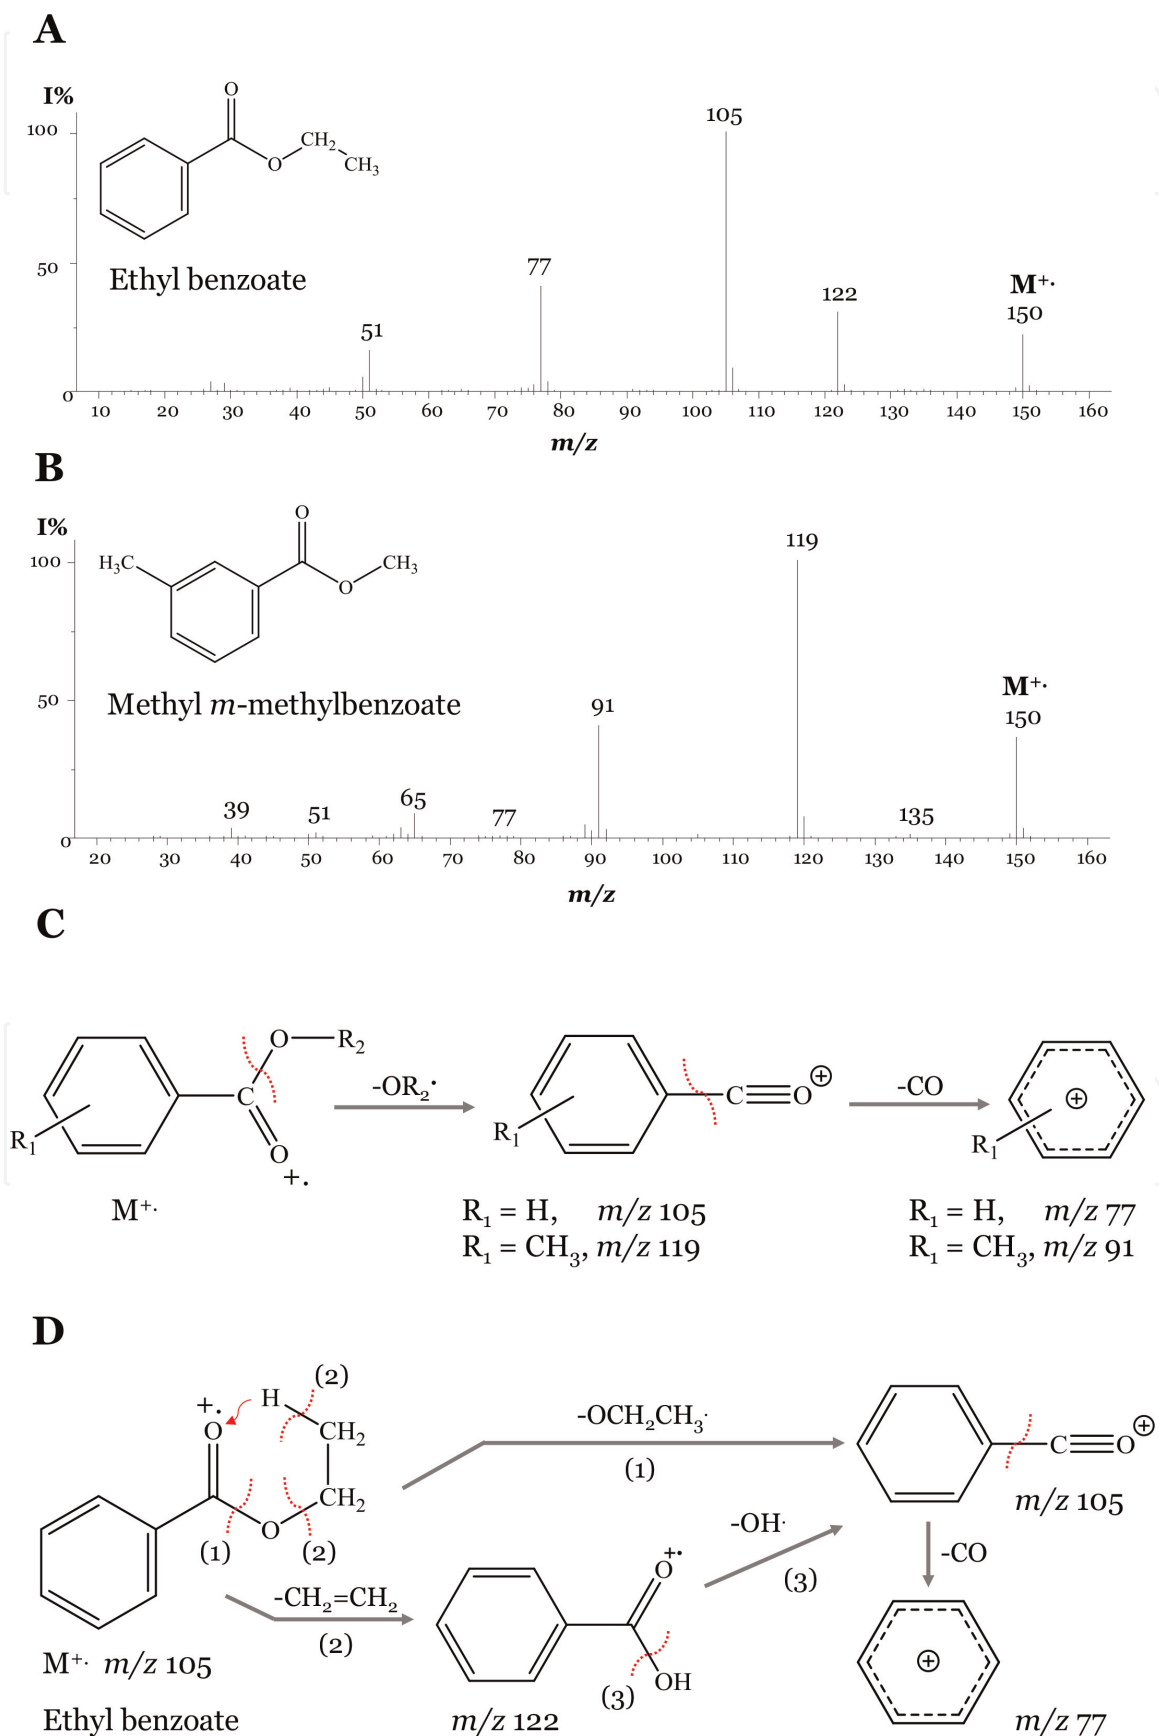 A
I%
100
50
0
O
O
CH2
CH3
Ethyl benzoate
51
77
105
122
M+·
150
10 20 30 40 50 60 70 80 90 100 110 120 130 140 150 160
m/z
B
I%
100
50
0
H3C
O
O
CH3
Methyl m-methylbenzoate
39
51
65
77
91
119
135
M+·
150
20 30 40 50 60 70 80 90 100 110 120 130 140 150 160
m/z
C
R1
C
O
O
R2
+·
M+·
-OR2·
R1
C
O
+
R1 = H, m/z 105
R1 = CH3, m/z 119
-CO
R1
+
R1 = H, m/z 77
R1 = CH3, m/z 91
D
+·
O
H
(2)
CH2
CH2
O
(1)
(2)
M+· m/z 105
Ethyl benzoate
-OCH2CH3·
(1)
-CH2=CH2
(2)
O
+·
OH
(3)
m/z 122
-OH·
(3)
C
O
+
m/z 105
-CO
+
m/z 77